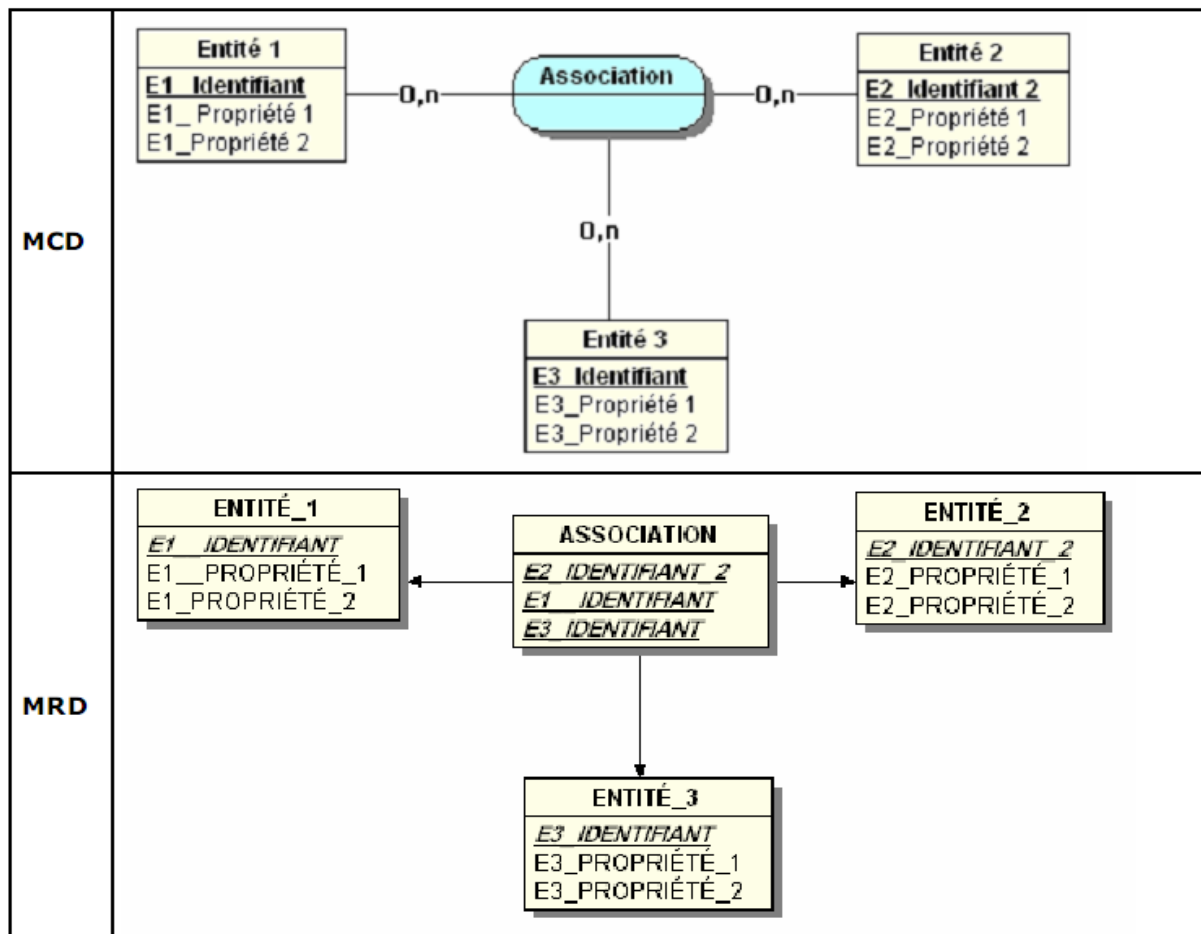 MCD
Entité 1
E1_Identifiant
E1_ Propriété 1
E1_Propriété 2
0,n
Association
0,n
Entité 2
E2_Identifiant 2
E2_Propriété 1
E2_Propriété 2
0,n
Entité 3
E3_Identifiant
E3_Propriété 1
E3_Propriété 2
MRD
ENTITÉ_1
E1__IDENTIFIANT
E1__PROPRIÉTÉ_1
E1_PROPRIÉTÉ_2
ASSOCIATION
E2_IDENTIFIANT_2
E1__IDENTIFIANT
E3_IDENTIFIANT
ENTITÉ_2
E2_IDENTIFIANT_2
E2_PROPRIÉTÉ_1
E2_PROPRIÉTÉ_2
ENTITÉ_3
E3_IDENTIFIANT
E3_PROPRIÉTÉ_1
E3_PROPRIÉTÉ_2